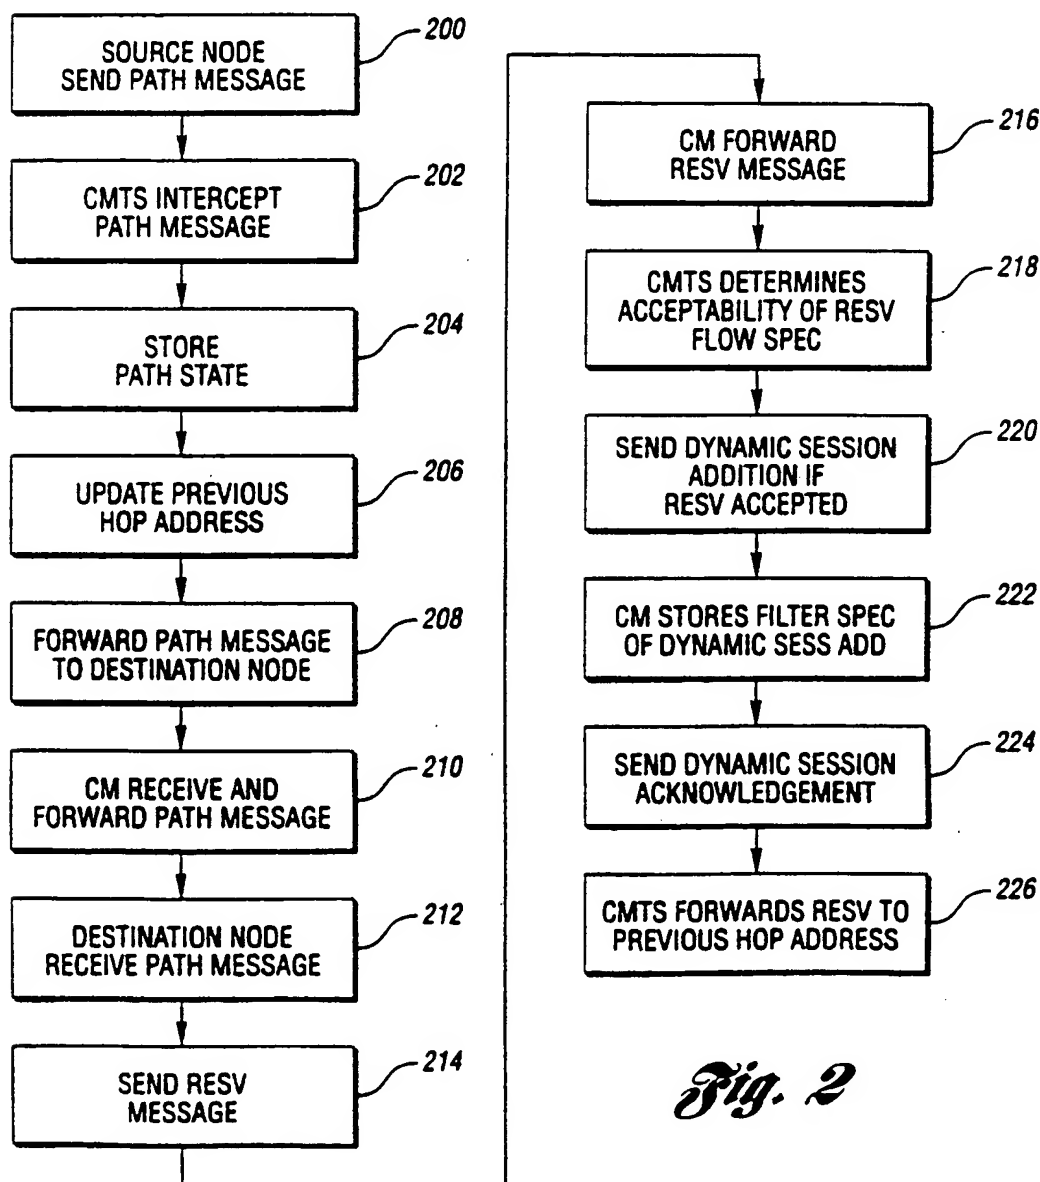 SOURCE NODE
SEND PATH MESSAGE
200
CMTS INTERCEPT
PATH MESSAGE
202
STORE
PATH STATE
204
UPDATE PREVIOUS
HOP ADDRESS
206
FORWARD PATH MESSAGE
TO DESTINATION NODE
208
CM RECEIVE AND
FORWARD PATH MESSAGE
210
DESTINATION NODE
RECEIVE PATH MESSAGE
212
SEND RESV
MESSAGE
214
CM FORWARD
RESV MESSAGE
216
CMTS DETERMINES
ACCEPTABILITY OF RESV
FLOW SPEC
218
SEND DYNAMIC SESSION
ADDITION IF
RESV ACCEPTED
220
CM STORES FILTER SPEC
OF DYNAMIC SESS ADD
222
SEND DYNAMIC SESSION
ACKNOWLEDGEMENT
224
CMTS FORWARDS RESV TO
PREVIOUS HOP ADDRESS
226
Fig. 2